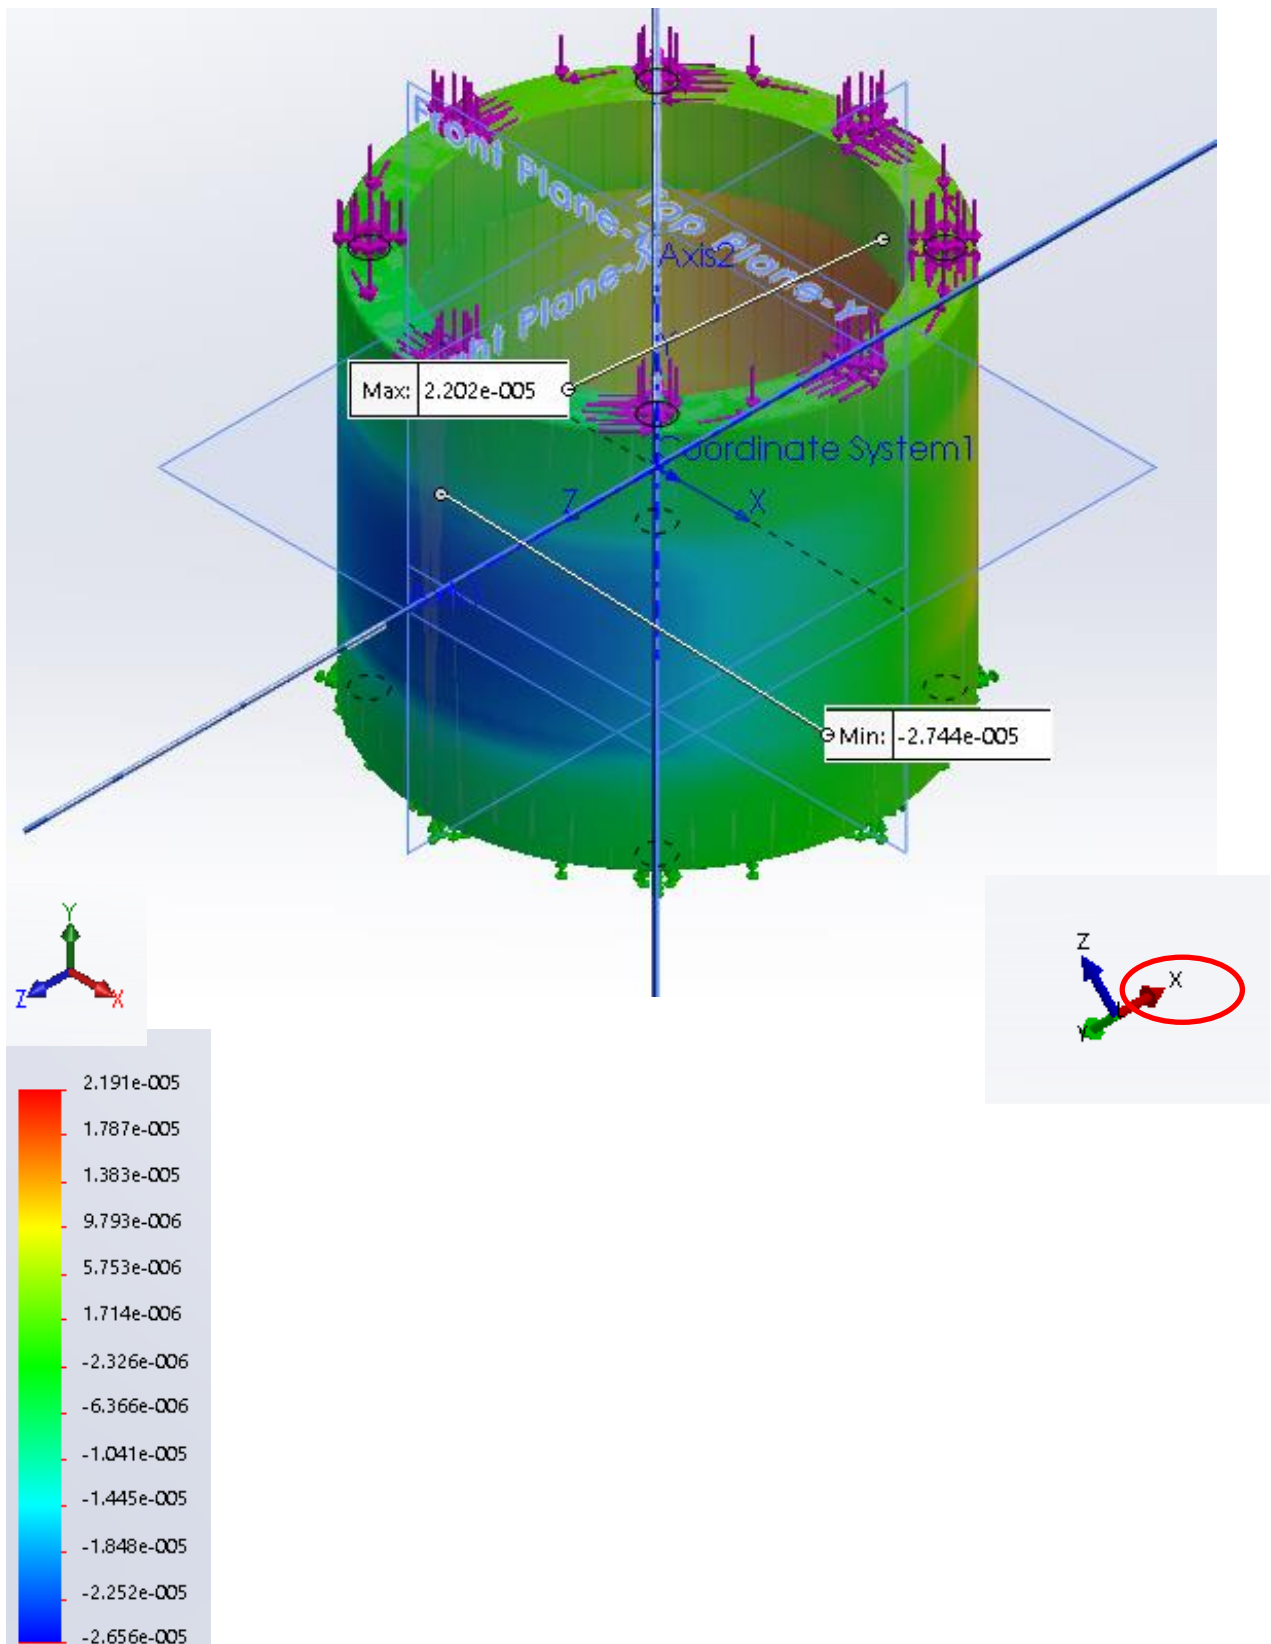 Front Plane-X
Top Plane-Y
Axis2
Y
Max: 2.202e-005
Coordinate System1
Z
X
Min: -2.744e-005
Y
Z
X
Z
X
Y
2.191e-005
1.787e-005
1.383e-005
9.793e-006
5.753e-006
1.714e-006
-2.326e-006
-6.366e-006
-1.041e-005
-1.445e-005
-1.848e-005
-2.252e-005
-2.656e-005